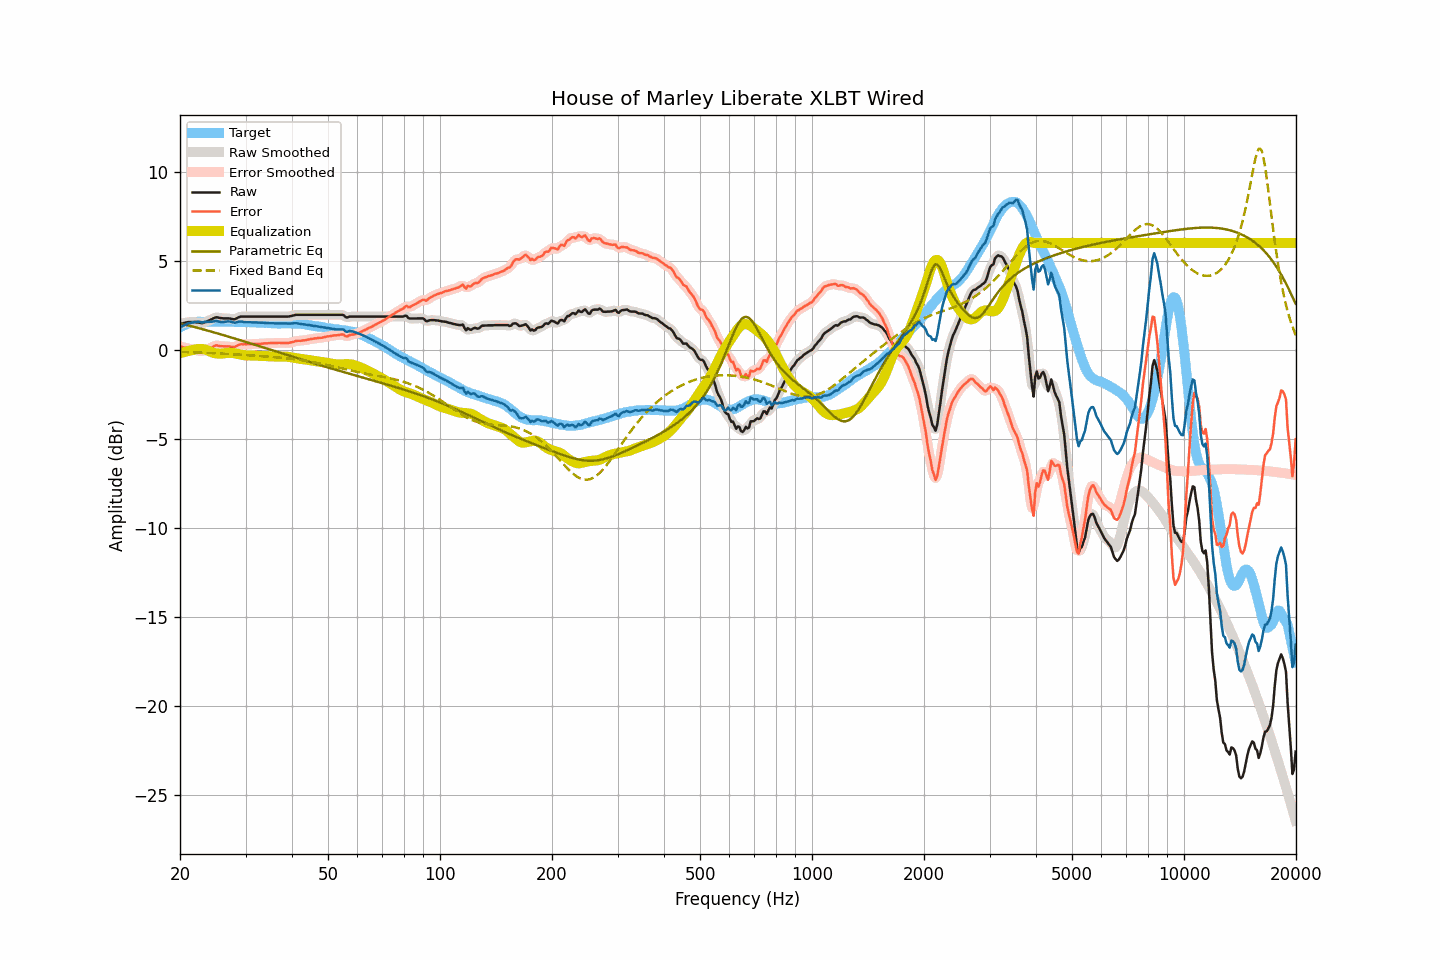 House of Marley Liberate XLBT Wired
Target
Raw Smoothed
Error Smoothed
Raw
Error
Equalization
Parametric Eq
Fixed Band Eq
Equalized
10
5
0
−5
−10
−15
−20
−25
Amplitude (dBr)
20
50
100
200
500
1000
2000
5000
10000
20000
Frequency (Hz)